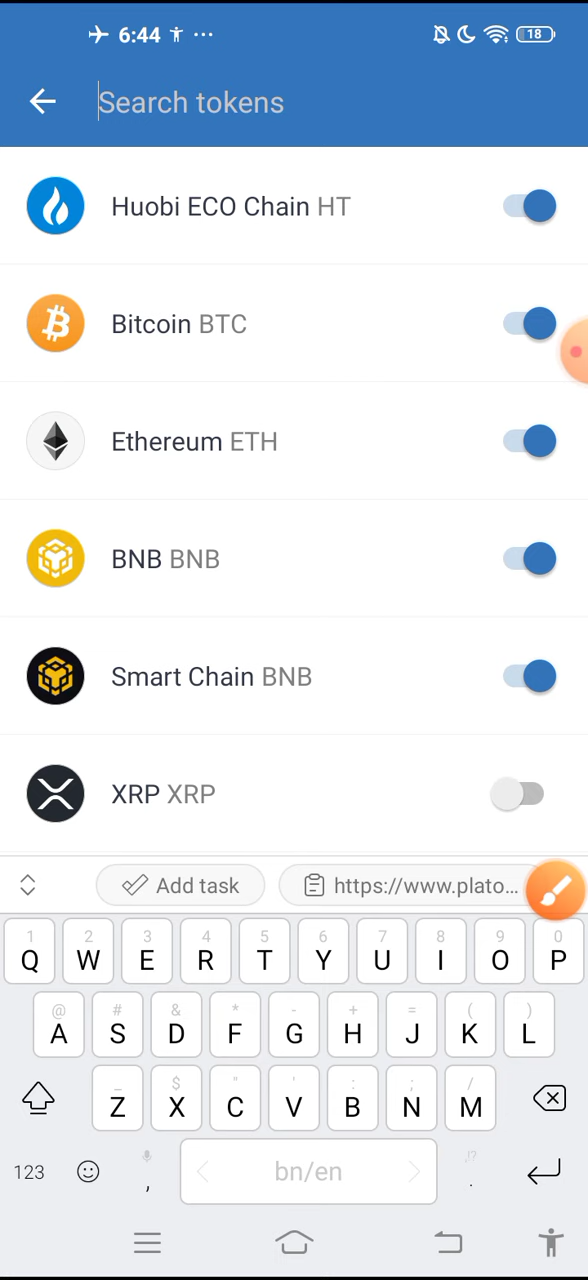 6:44 ... 18
Search tokens
Huobi ECO Chain HT
Bitcoin BTC
Ethereum ETH
BNB BNB
Smart Chain BNB
XRP XRP
Add task https://www.plato...
1 2 3 4 5 6 7 8 9 0
Q W E R T Y U I O P
@ # & * - + = ( )
A S D F G H J K L
_ $ " ' : ; /
Z X C V B N M
123 , bn/en ,!? .